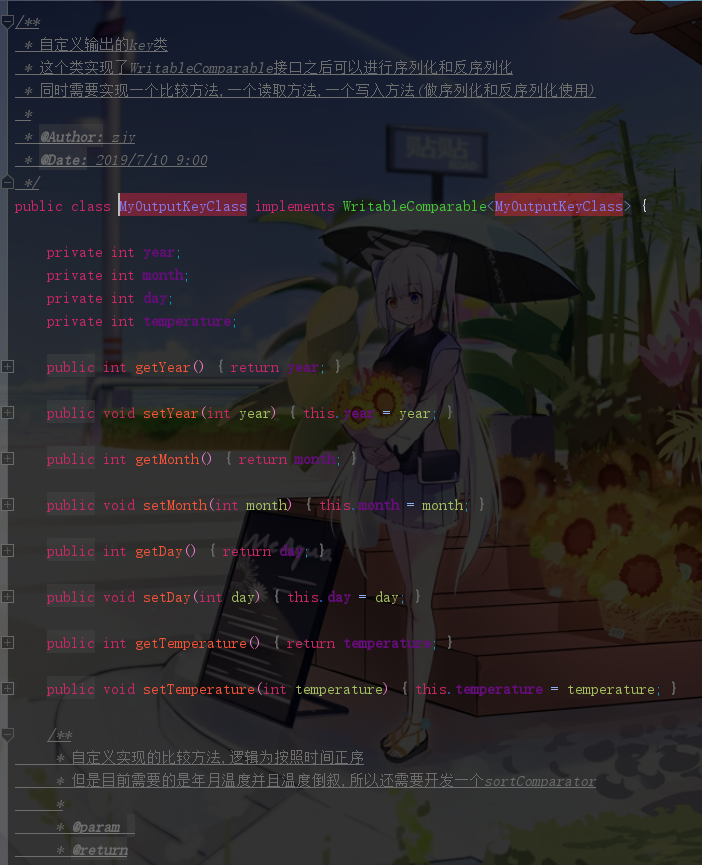 /**
* 自定义输出的key类
* 这个类实现了WritableComparable接口之后可以进行序列化和反序列化
* 同时需要实现一个比较方法,一个读取方法,一个写入方法(做序列化和反序列化使用)
*
* @Author: zjy
* @Date: 2019/7/10 9:00
*/
public class MyOutputKeyClass implements WritableComparable<MyOutputKeyClass> {
private int year;
private int month;
private int day;
private int temperature;
public int getYear() { return year; }
public void setYear(int year) { this.year = year; }
public int getMonth() { return month; }
public void setMonth(int month) { this.month = month; }
public int getDay() { return day; }
public void setDay(int day) { this.day = day; }
public int getTemperature() { return temperature; }
public void setTemperature(int temperature) { this.temperature = temperature; }
/**
* 自定义实现的比较方法,逻辑为按照时间正序
* 但是目前需要的是年月温度并且温度倒叙,所以还需要开发一个sortComparator
*
* @param
* @return